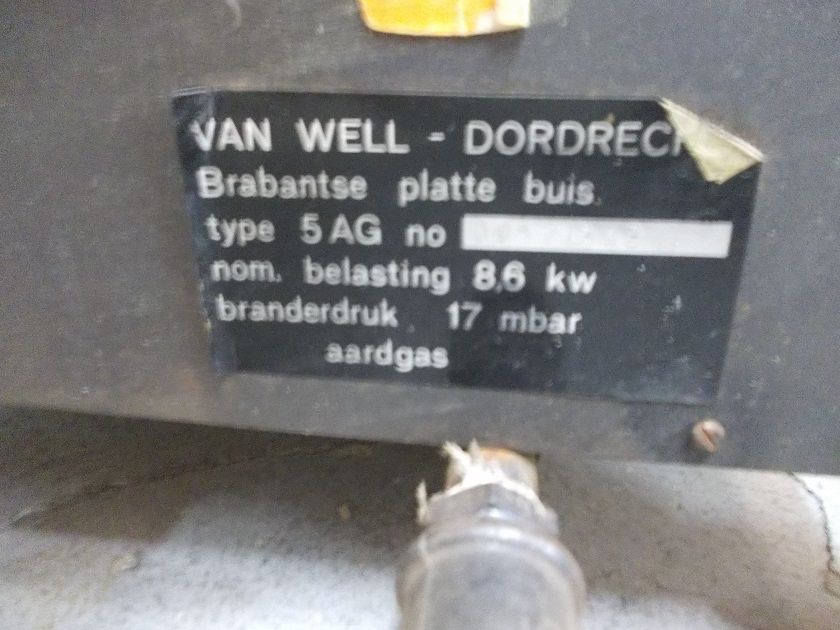 VAN WELL - DORDREC
Brabantse platte buis
type 5 AG no
nom. belasting 8,6 kw
branderdruk 17 mbar
aardgas